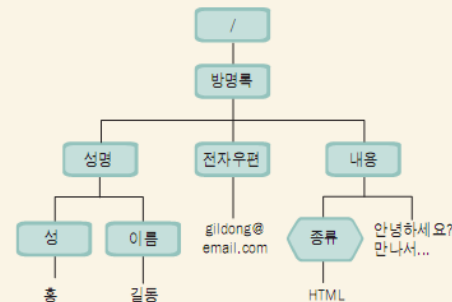 /
방명록
성명
전자우편
내용
성
이름
gildong@
email,com
종류
안녕하세요?
만나서...
홍
길동
HTML